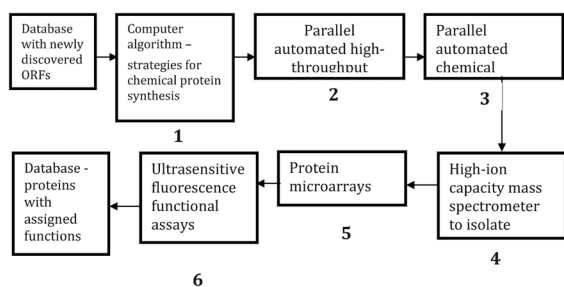 Database
with newly
discovered
ORFs
Computer
algorithm –
strategies for
chemical protein
synthesis
1
Parallel
automated high-
throughput
2
Parallel
automated
chemical
3
High-ion
capacity mass
spectrometer
to isolate
4
Protein
microarrays
5
Ultrasensitive
fluorescence
functional
assays
6
Database -
proteins
with
assigned
functions